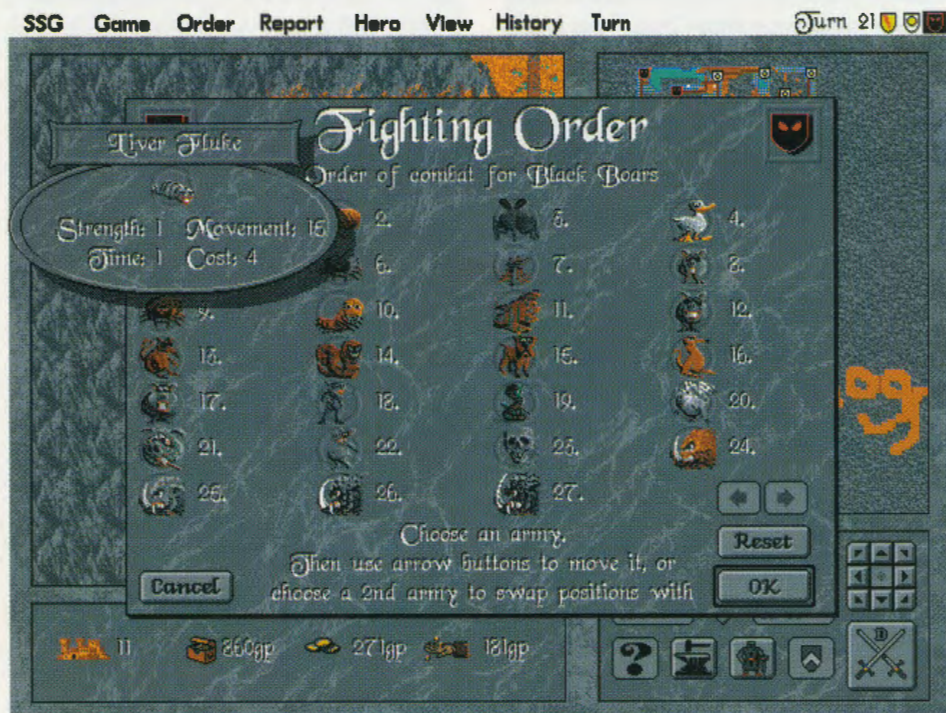 SSG Game Order Report Hero View History Turn Turn 21
Fighting Order
Liver Fluke
Order of combat for Black Boars
Strength: 1 Movement: 15
Time: 1 Cost: 4
2. 3. 4.
6. 7. 8.
9. 10. 11. 12.
13. 14. 15. 16.
17. 18. 19. 20.
21. 22. 23. 24.
25. 26. 27.
Choose an army.
Then use arrow buttons to move it, or
choose a 2nd army to swap positions with
Reset
Cancel
OK
11 860gp 271gp 181gp
?
D